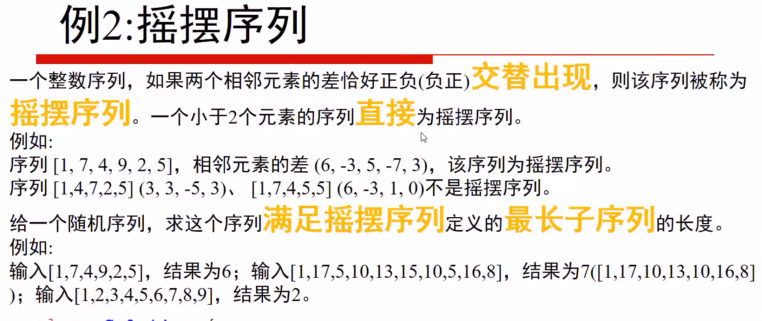 例2:摇摆序列
一个整数序列，如果两个相邻元素的差恰好正负(负正)交替出现，则该序列被称为
摇摆序列。一个小于2个元素的序列直接为摇摆序列。
例如:
序列 [1, 7, 4, 9, 2, 5]，相邻元素的差 (6, -3, 5, -7, 3)，该序列为摇摆序列。
序列 [1,4,7,2,5] (3, 3, -5, 3)、 [1,7,4,5,5] (6, -3, 1, 0)不是摇摆序列。
给一个随机序列，求这个序列满足摇摆序列定义的最长子序列的长度。
例如:
输入[1,7,4,9,2,5]，结果为6；输入[1,17,5,10,13,15,10,5,16,8]，结果为7([1,17,10,13,10,16,8]
)；输入[1,2,3,4,5,6,7,8,9]，结果为2。